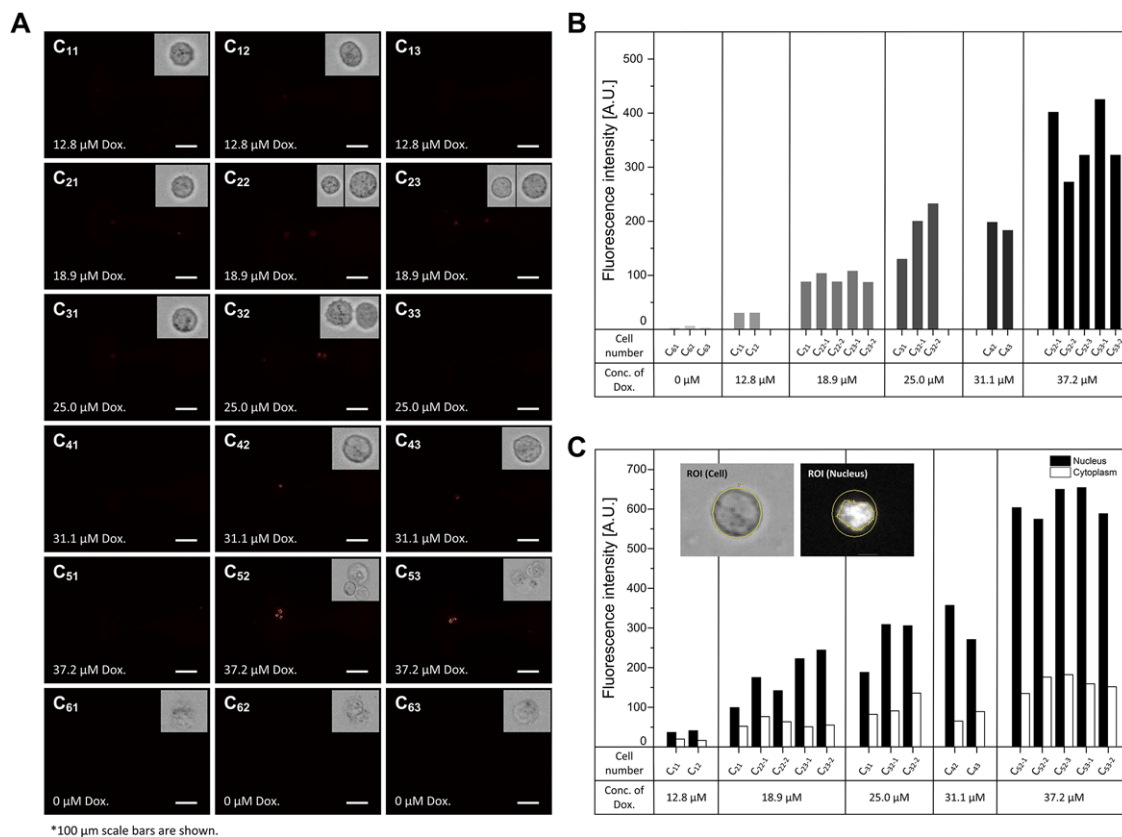 A
C11
12.8 µM Dox.
C12
12.8 µM Dox.
C13
12.8 µM Dox.
C21
18.9 µM Dox.
C22
18.9 µM Dox.
C23
18.9 µM Dox.
C31
25.0 µM Dox.
C32
25.0 µM Dox.
C33
25.0 µM Dox.
C41
31.1 µM Dox.
C42
31.1 µM Dox.
C43
31.1 µM Dox.
C51
37.2 µM Dox.
C52
37.2 µM Dox.
C53
37.2 µM Dox.
C61
0 µM Dox.
C62
0 µM Dox.
C63
0 µM Dox.
*100 µm scale bars are shown.
B
Fluorescence intensity [A.U.]
500
400
300
200
100
0
Cell number
C61 C62 C63 C11 C12 C21 C22-1 C22-2 C23-1 C23-2 C31 C32-1 C32-2 C42 C43 C52-1 C52-2 C52-3 C53-1 C53-2
Conc. of Dox.
0 µM 12.8 µM 18.9 µM 25.0 µM 31.1 µM 37.2 µM
C
Fluorescence intensity [A.U.]
700
600
500
400
300
200
100
0
ROI (Cell)
ROI (Nucleus)
Nucleus
Cytoplasm
Cell number
C11 C12 C21 C22-1 C22-2 C23-1 C23-2 C31 C32-1 C32-2 C42 C43 C52-1 C52-2 C52-3 C53-1 C53-2
Conc. of Dox.
12.8 µM 18.9 µM 25.0 µM 31.1 µM 37.2 µM